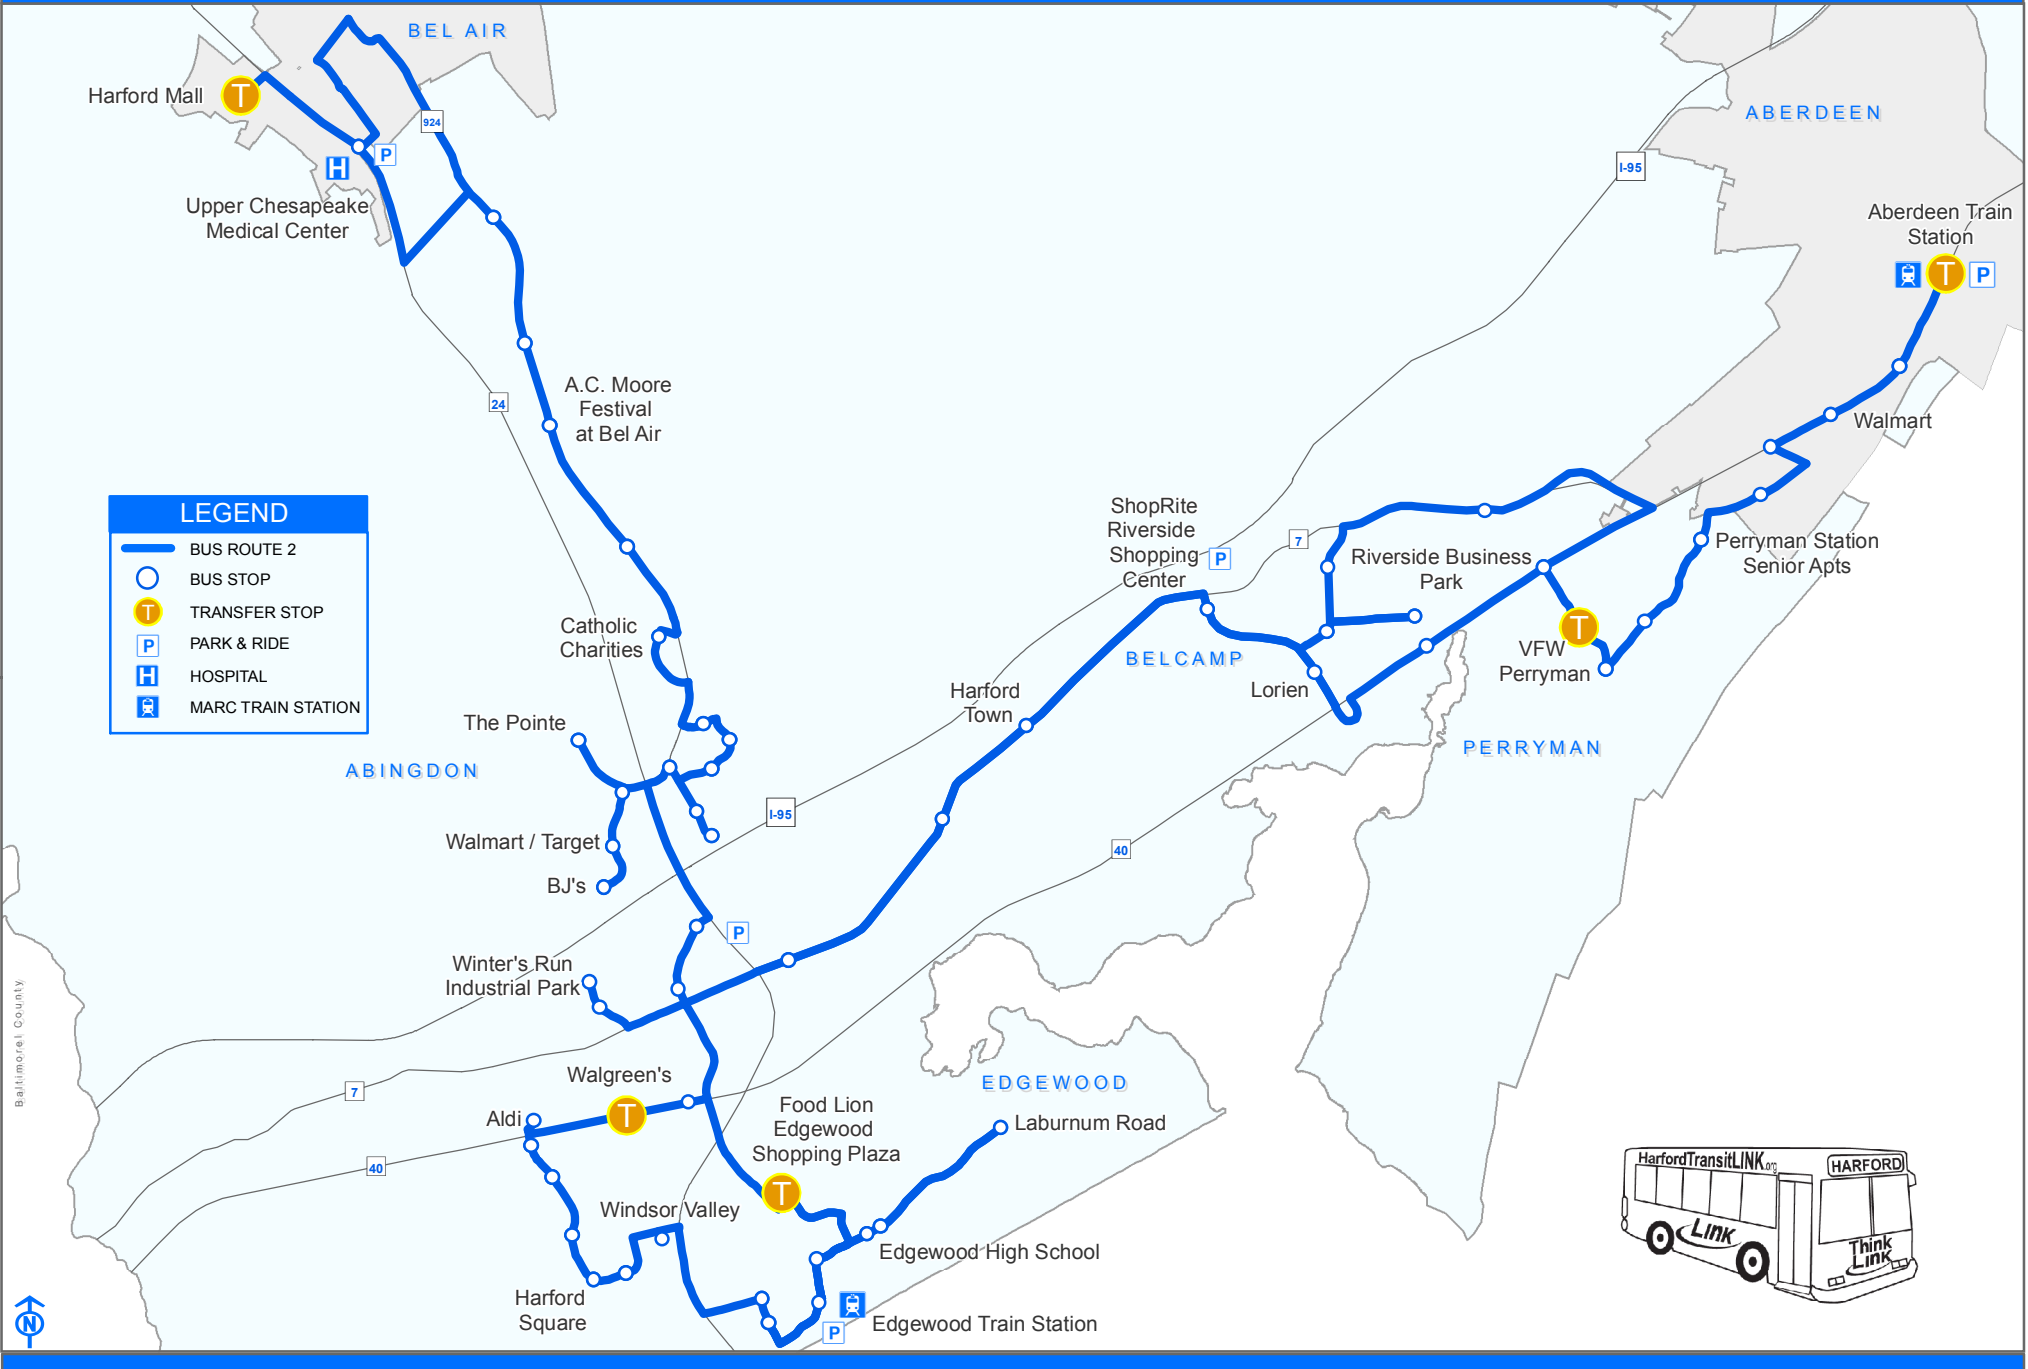 BEL AIR
Harford Mall
T
924
P
H
Upper Chesapeake
Medical Center
ABERDEEN
I-95
Aberdeen Train
Station
T
P
24
A.C. Moore
Festival
at Bel Air
Walmart
LEGEND
BUS ROUTE 2
BUS STOP
T
TRANSFER STOP
P
PARK & RIDE
H
HOSPITAL
MARC TRAIN STATION
ShopRite
Riverside
Shopping
Center
P
7
Riverside Business
Park
Perryman Station
Senior Apts
Catholic
Charities
T
VFW
Perryman
BELCAMP
Lorien
Harford
Town
The Pointe
PERRYMAN
ABINGDON
I-95
Walmart / Target
40
BJ's
P
Winter's Run
Industrial Park
Baltimorel County
7
Walgreen's
EDGEWOOD
Aldi
T
Food Lion
Edgewood
Shopping Plaza
Laburnum Road
40
T
Windsor Valley
Edgewood High School
Harford
Square
Edgewood Train Station
P
N
HarfordTransitLINK.org
HARFORD
Link
Think
Link